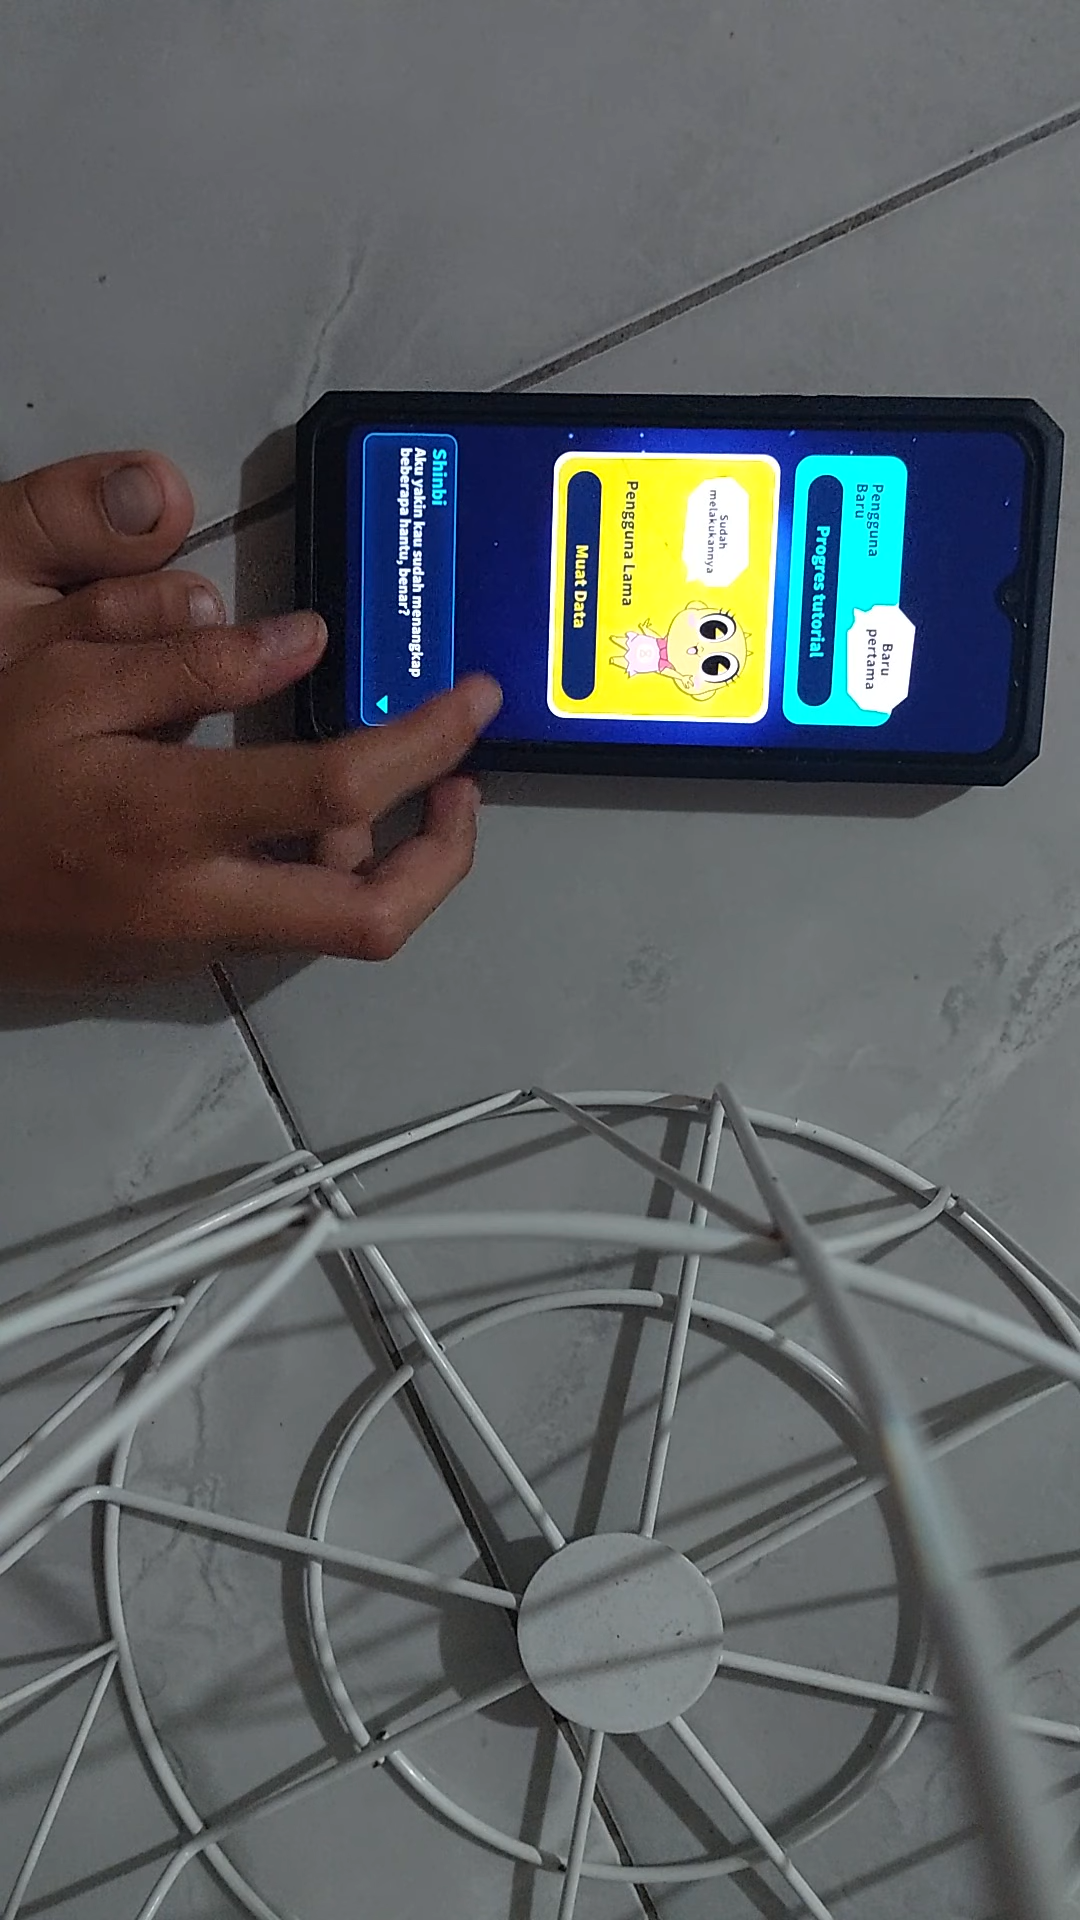 Pengguna
Baru
Baru
pertama
Progres tutorial
Sudah
melakukannya
Pengguna Lama
Muat Data
Shinbi
Aku yakin kau sudah menangkap
beberapa hantu, benar?